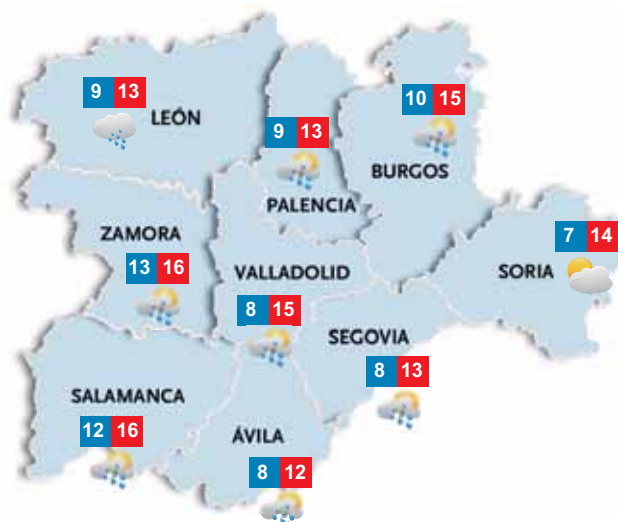 9 13
LEÓN
9 13
PALENCIA
10 15
BURGOS
ZAMORA
13 16
VALLADOLID
8 15
7 14
SORIA
SEGOVIA
8 13
SALAMANCA
12 16
ÁVILA
8 12